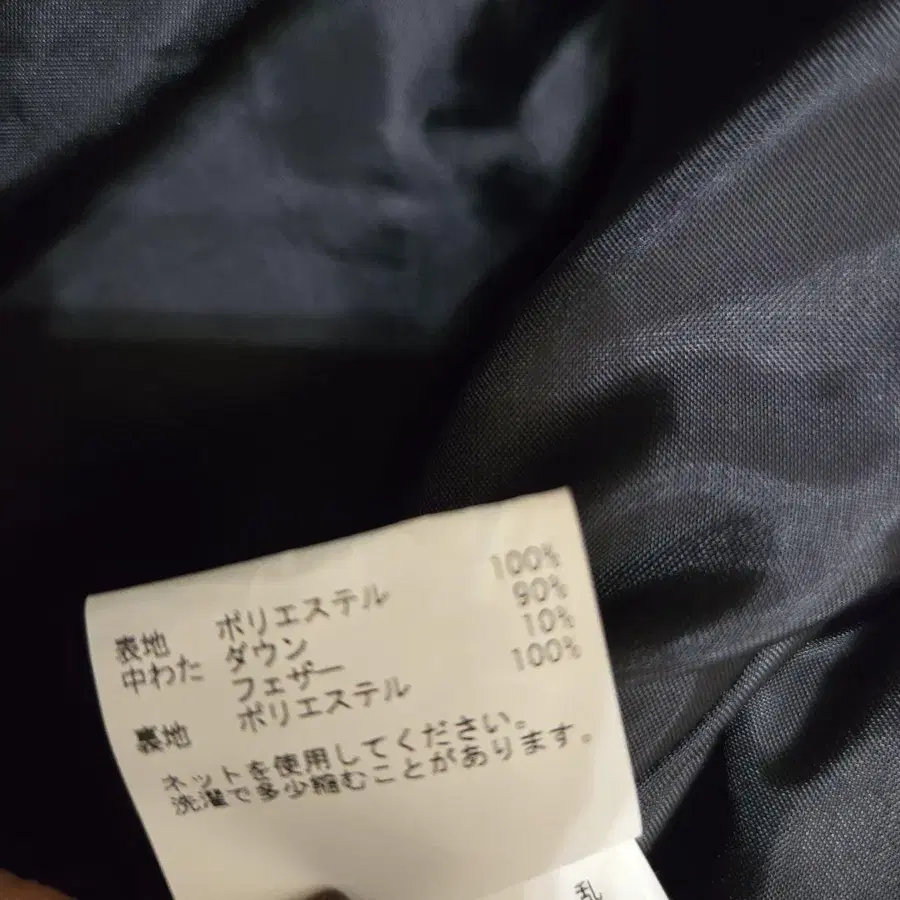 表地 ポリエステル 100%
中わた ダウン 90%
フェザー 10%
裏地 ポリエステル 100%
ネットを使用してください。
洗濯で多少縮むことがあります。
乱